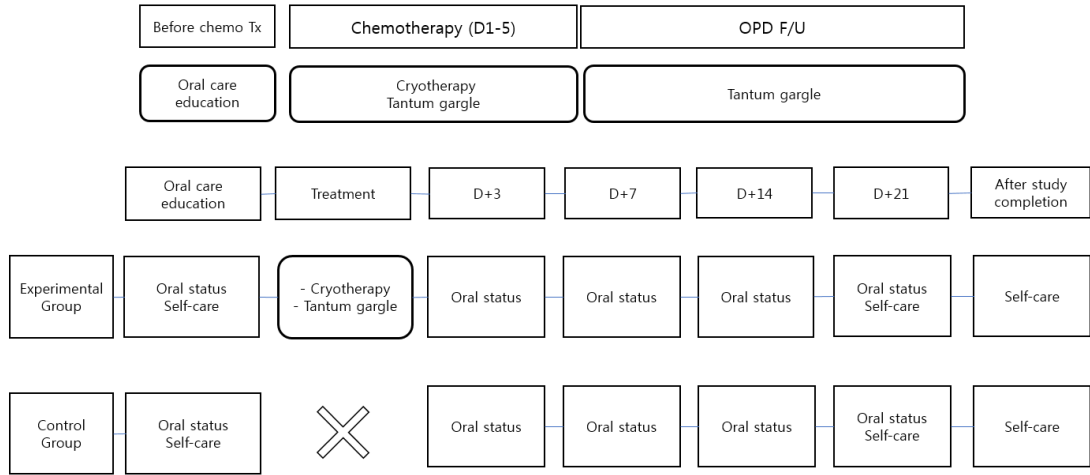 Before chemo Tx
Chemotherapy (D1-5)
OPD F/U
Oral care
education
Cryotherapy
Tantum gargle
Tantum gargle
Oral care
education
Treatment
D+3
D+7
D+14
D+21
After study
completion
Experimental
Group
Oral status
Self-care
- Cryotherapy
- Tantum gargle
Oral status
Oral status
Oral status
Oral status
Self-care
Self-care
Control
Group
Oral status
Self-care
Oral status
Oral status
Oral status
Oral status
Self-care
Self-care